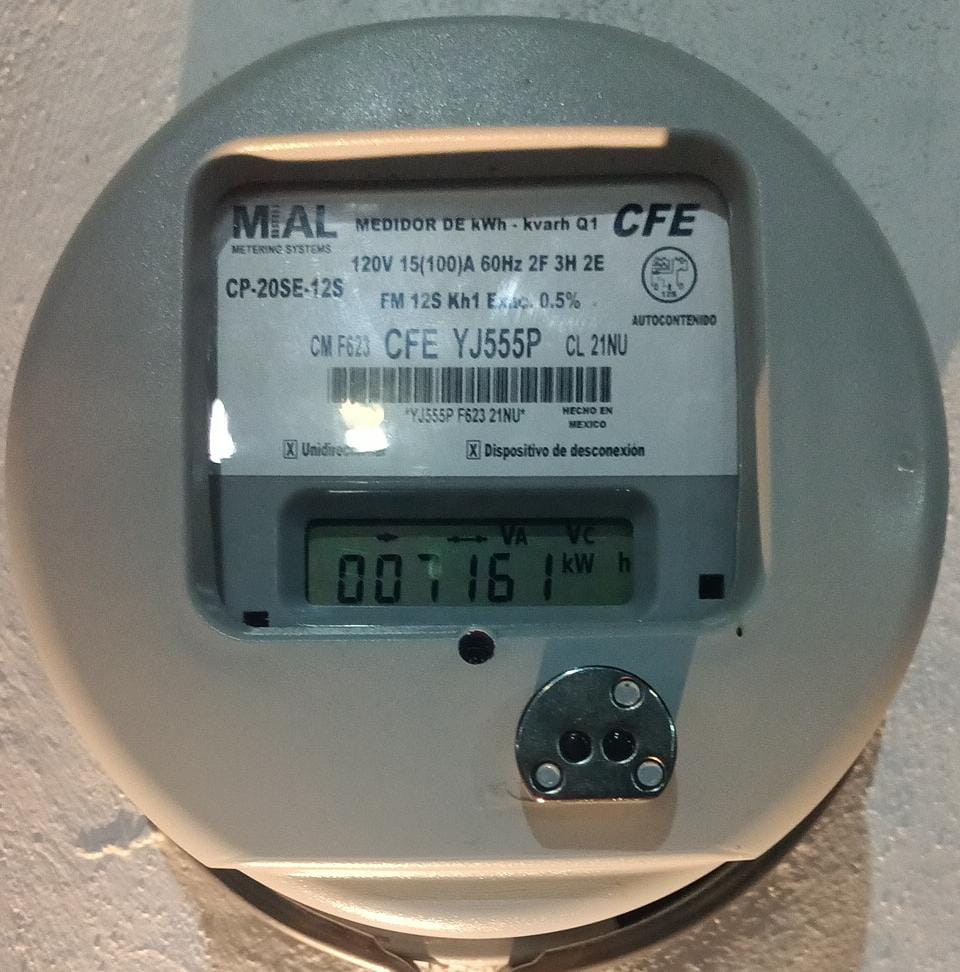 MIAL
METERING SYSTEMS
MEDIDOR DE kWh - kvarh Q1
CFE
120V 15(100)A 60Hz 2F 3H 2E
CP-20SE-12S
FM 12S Kh1 Exac. 0.5%
12S
AUTOCONTENIDO
CM F623 CFE YJ555P CL 21NU
*YJ555P F623 21NU*
HECHO EN
MEXICO
X X Dispositivo de desconexión
VA VC
007161 kW h